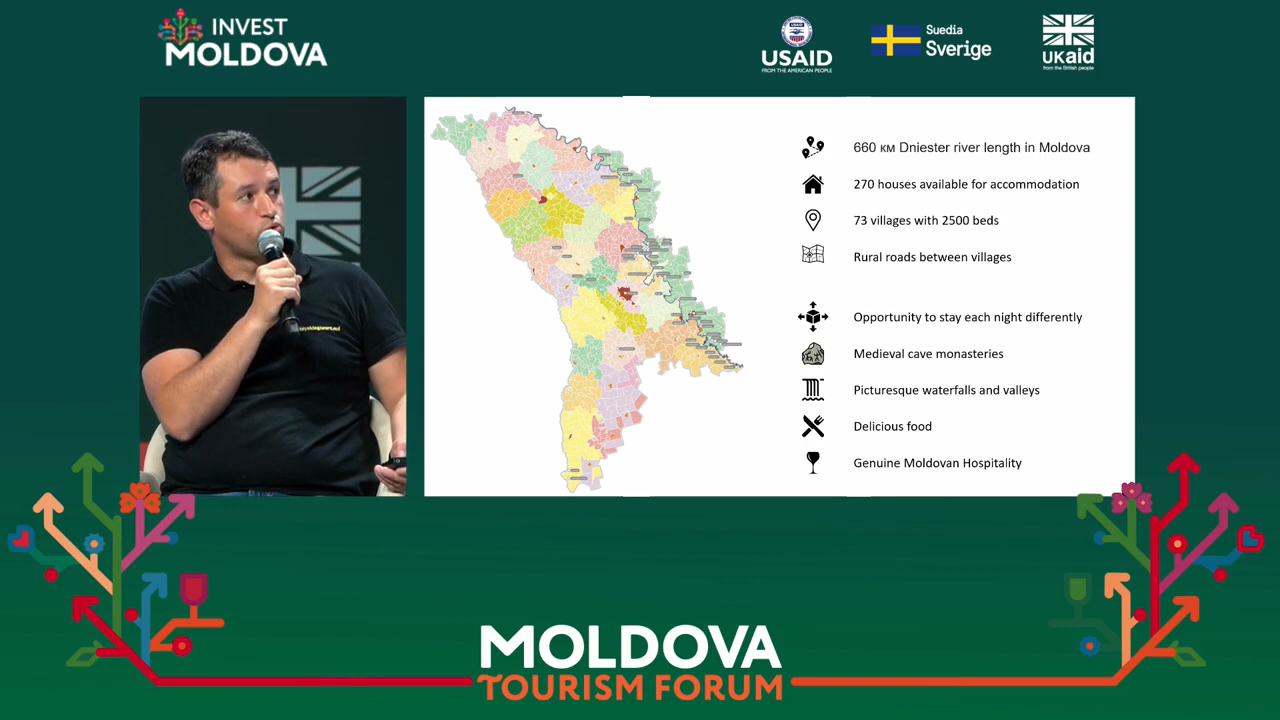 INVEST
MOLDOVA
USAID
FROM THE AMERICAN PEOPLE
Suedia
Sverige
UKaid
from the British people
660 км Dniester river length in Moldova
270 houses available for accommodation
73 villages with 2500 beds
Rural roads between villages
Opportunity to stay each night differently
Medieval cave monasteries
Picturesque waterfalls and valleys
Delicious food
Genuine Moldovan Hospitality
MOLDOVA
TOURISM FORUM